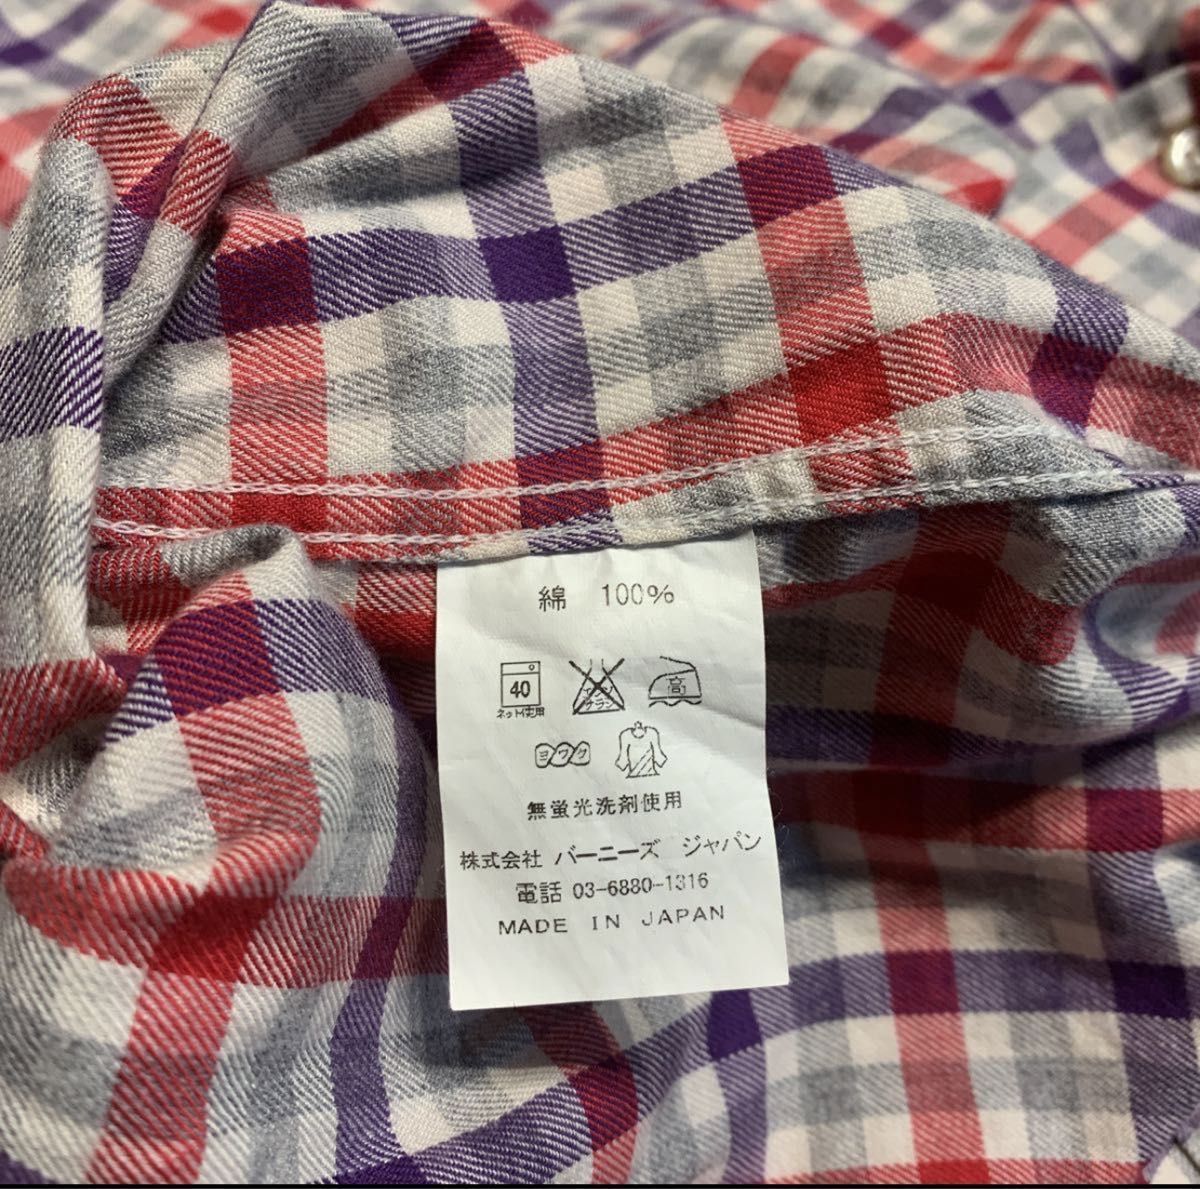 綿 100%
40
ネット使用
高
ヨワク
無蛍光洗剤使用
株式会社 バーニーズ ジャパン
電話 03-6880-1316
MADE IN JAPAN